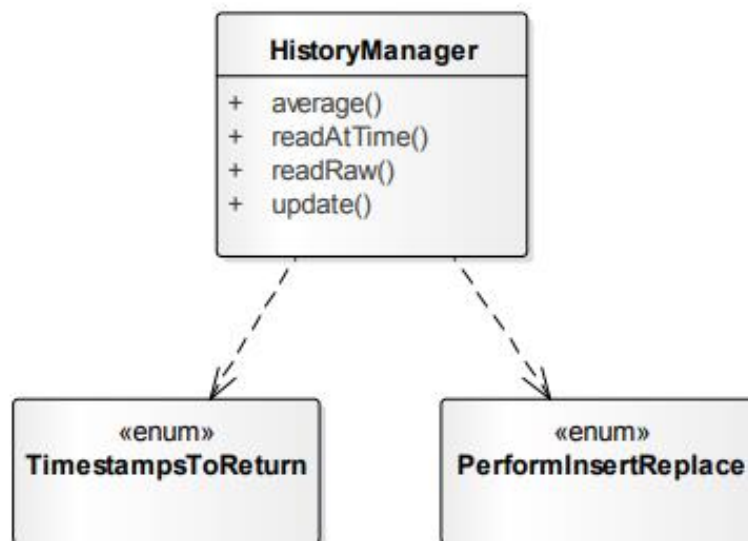 HistoryManager
+ average()
+ readAtTime()
+ readRaw()
+ update()
«enum»
TimestampsToReturn
«enum»
PerformInsertReplace